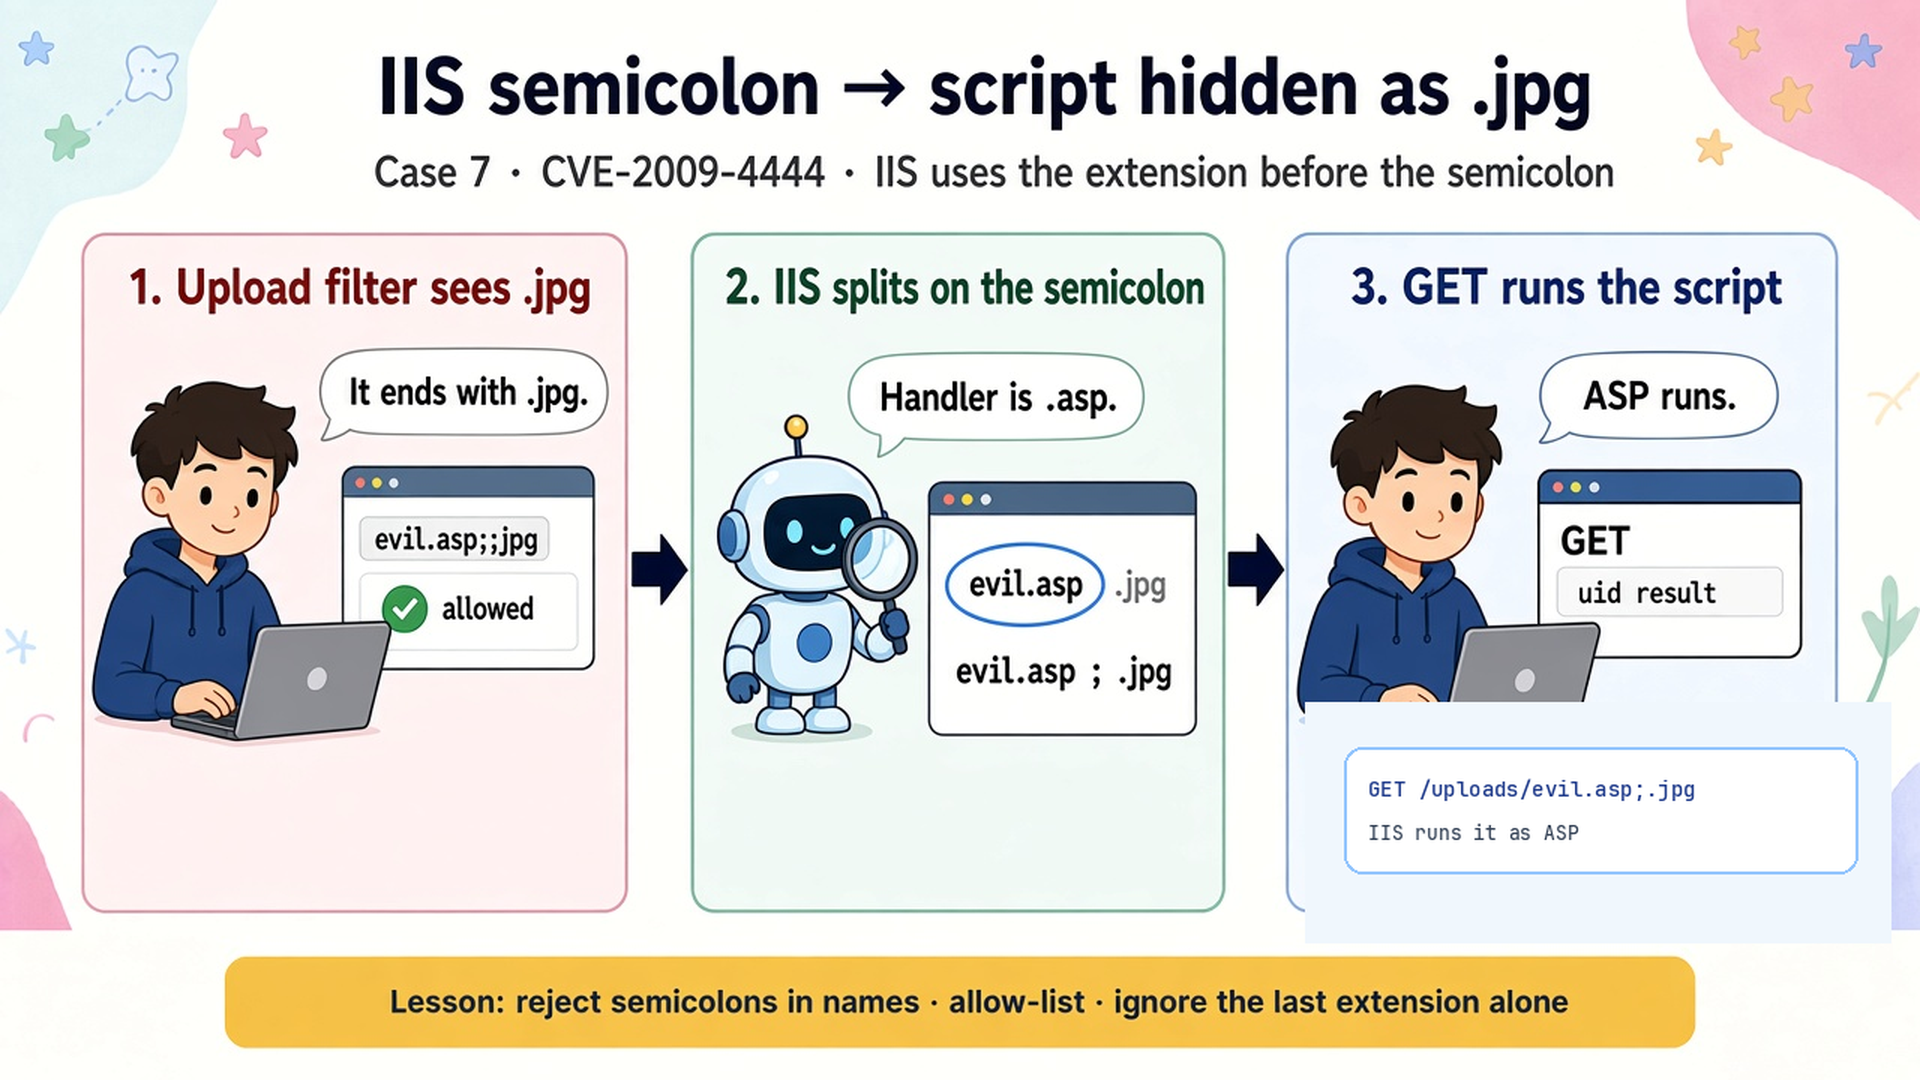 IIS semicolon → script hidden as .jpg
Case 7 · CVE-2009-4444 · IIS uses the extension before the semicolon
1. Upload filter sees .jpg
It ends with .jpg.
evil.asp;;jpg
allowed
2. IIS splits on the semicolon
Handler is .asp.
evil.asp .jpg
evil.asp ; .jpg
3. GET runs the script
ASP runs.
GET
uid result
GET /uploads/evil.asp;.jpg
IIS runs it as ASP
Lesson: reject semicolons in names · allow-list · ignore the last extension alone